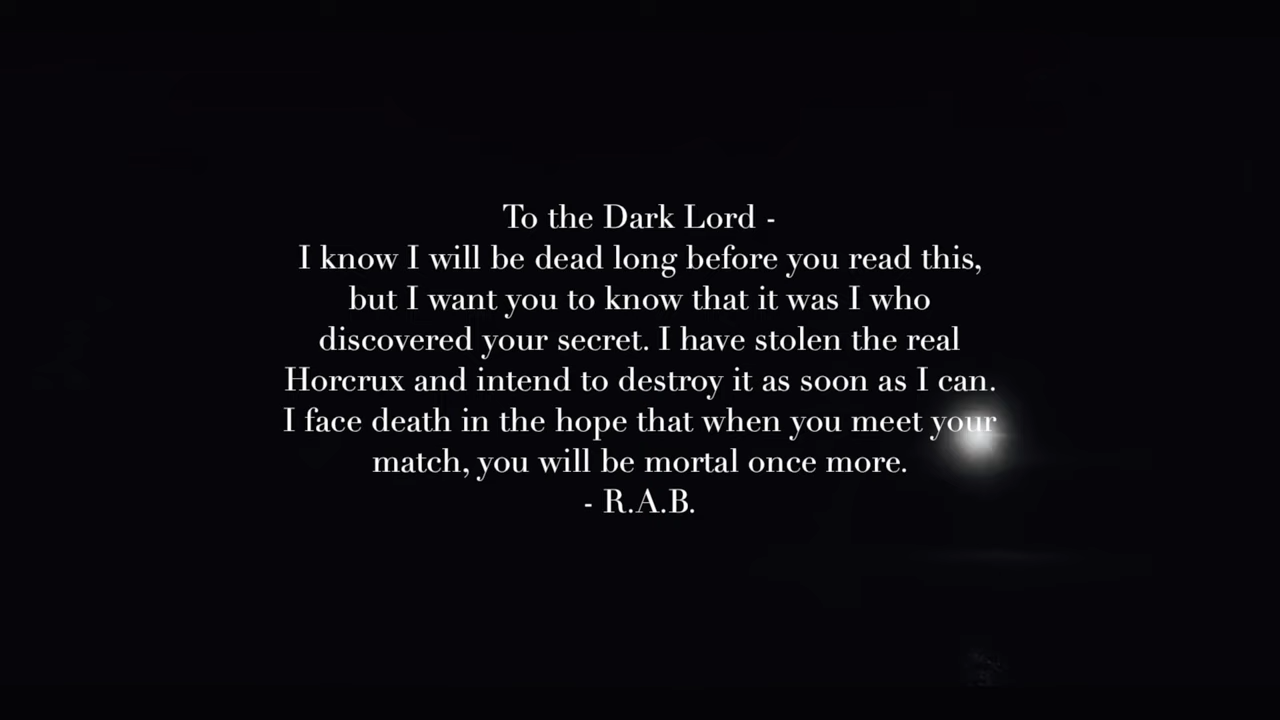 To the Dark Lord -
I know I will be dead long before you read this,
but I want you to know that it was I who
discovered your secret. I have stolen the real
Horcrux and intend to destroy it as soon as I can.
I face death in the hope that when you meet your
match, you will be mortal once more.
- R.A.B.